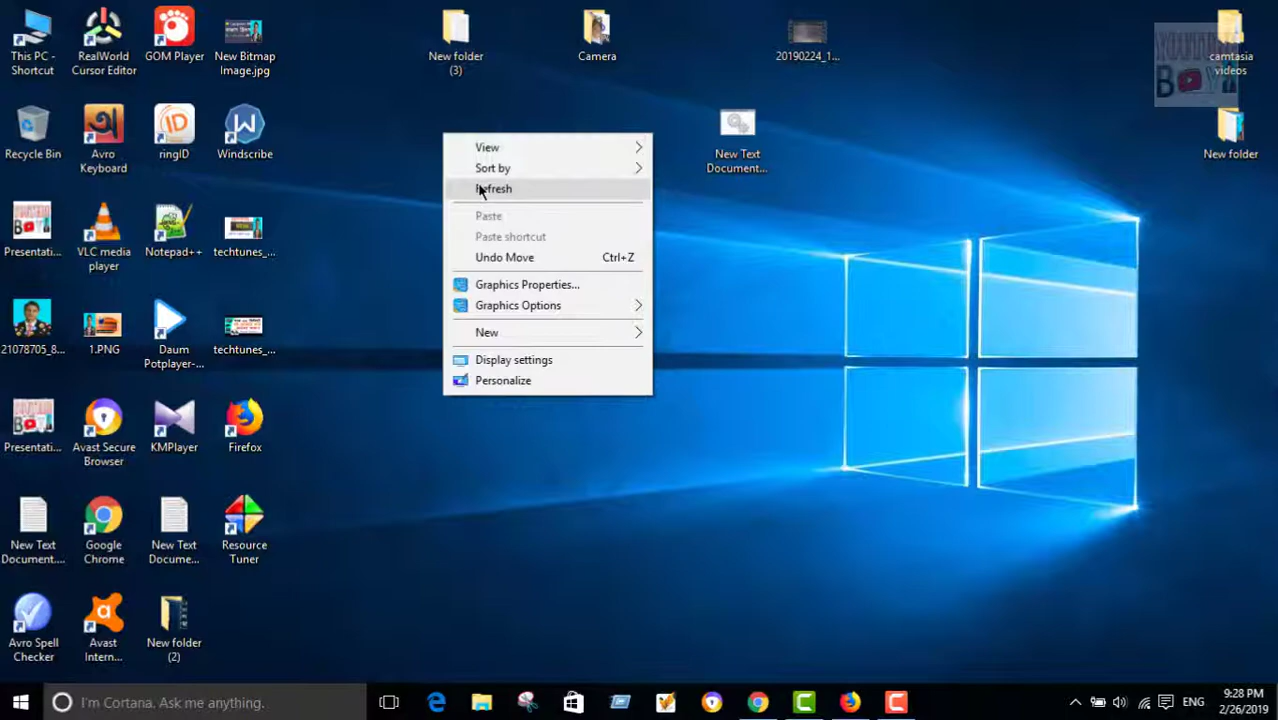 This PC -
Shortcut
RealWorld
Cursor Editor
GOM Player
New Bitmap
Image.jpg
New folder
(3)
Camera
20190224_1...
camtasia
videos
Recycle Bin
Avro
Keyboard
ringID
Windscribe
New Text
Document...
New folder
View
Sort by
Refresh
Paste
Paste shortcut
Undo Move Ctrl+Z
Graphics Properties...
Graphics Options
New
Display settings
Personalize
Presentati...
VLC media
player
Notepad++
techtunes_...
21078705_8...
1.PNG
Daum
Potplayer-...
techtunes_...
Presentati...
Avast Secure
Browser
KMPlayer
Firefox
New Text
Document....
Google
Chrome
New Text
Docume...
Resource
Tuner
Avro Spell
Checker
Avast
Intern...
New folder
(2)
I'm Cortana. Ask me anything.
ENG
9:28 PM
2/26/2019